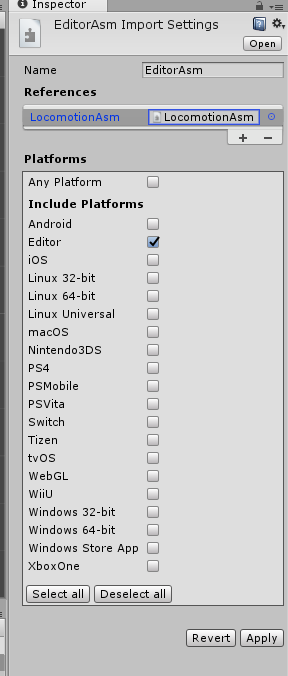 Inspector
EditorAsm Import Settings
Open
Name EditorAsm
References
LocomotionAsm LocomotionAsm
Platforms
Any Platform
Include Platforms
Android
Editor
iOS
Linux 32-bit
Linux 64-bit
Linux Universal
macOS
Nintendo3DS
PS4
PSMobile
PSVita
Switch
Tizen
tvOS
WebGL
WiiU
Windows 32-bit
Windows 64-bit
Windows Store App
XboxOne
Select all Deselect all
Revert Apply